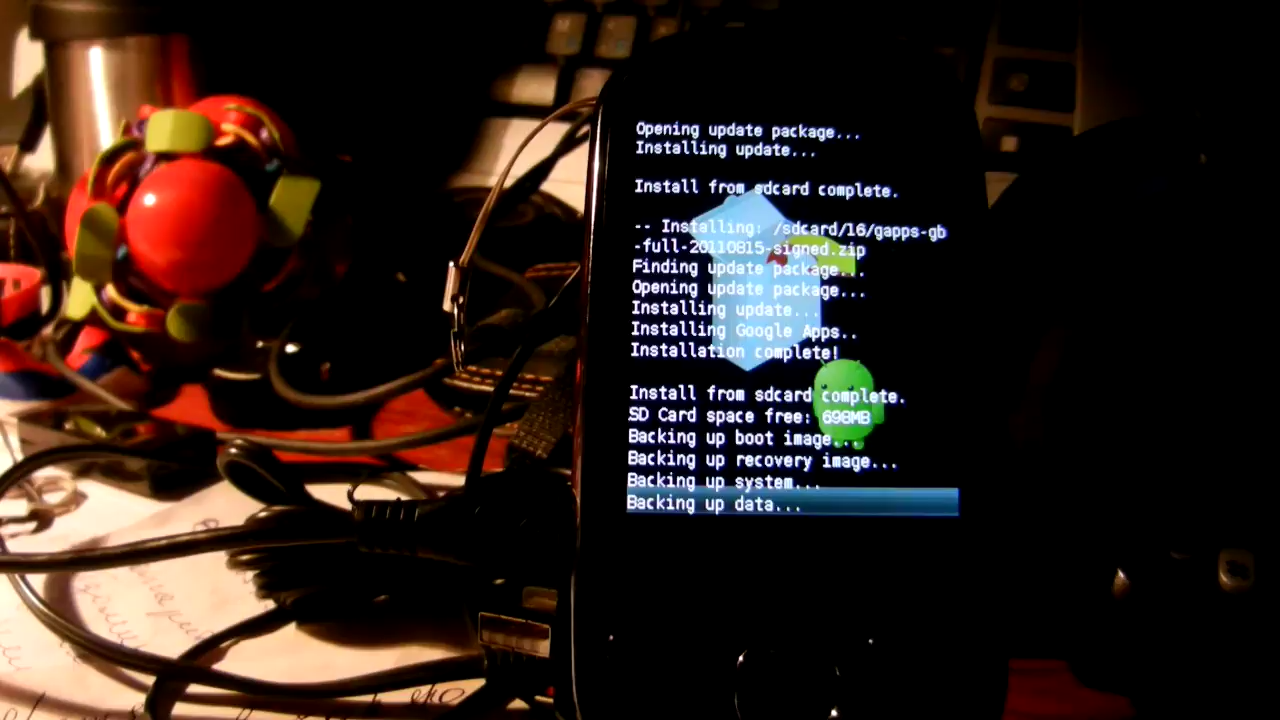 Opening update package...
Installing update...
Install from sdcard complete.
-- Installing: /sdcard/16/gapps-gb
-full-20110815-signed.zip
Finding update package...
Opening update package...
Installing update...
Installing Google Apps..
Installation complete!
Install from sdcard complete.
SD Card space free: 698MB
Backing up boot image...
Backing up recovery image...
Backing up system...
Backing up data...